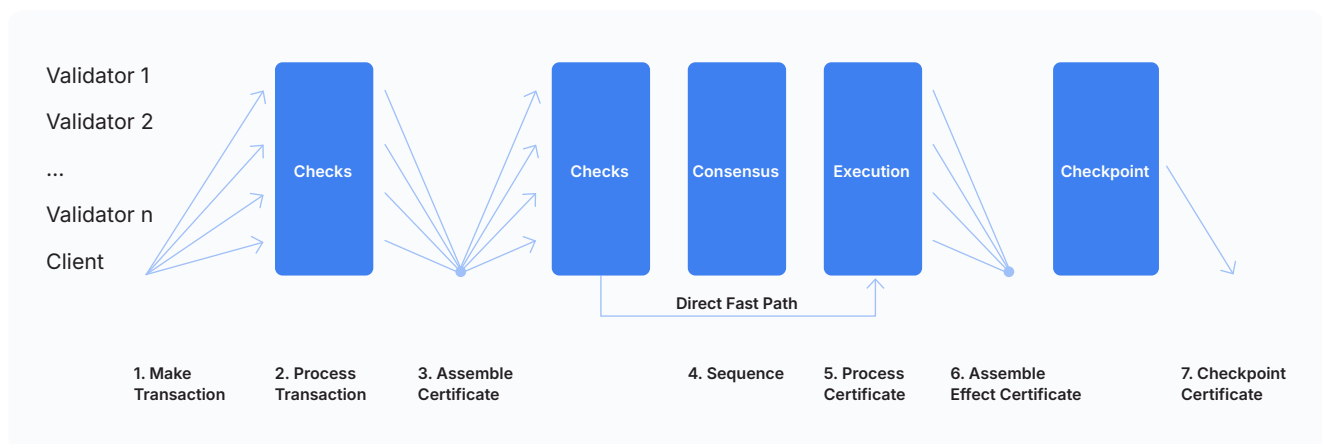 Validator 1
Validator 2
...
Validator n
Client
Checks
Checks
Consensus
Execution
Checkpoint
Direct Fast Path
1. Make
Transaction
2. Process
Transaction
3. Assemble
Certificate
4. Sequence
5. Process
Certificate
6. Assemble
Effect Certificate
7. Checkpoint
Certificate